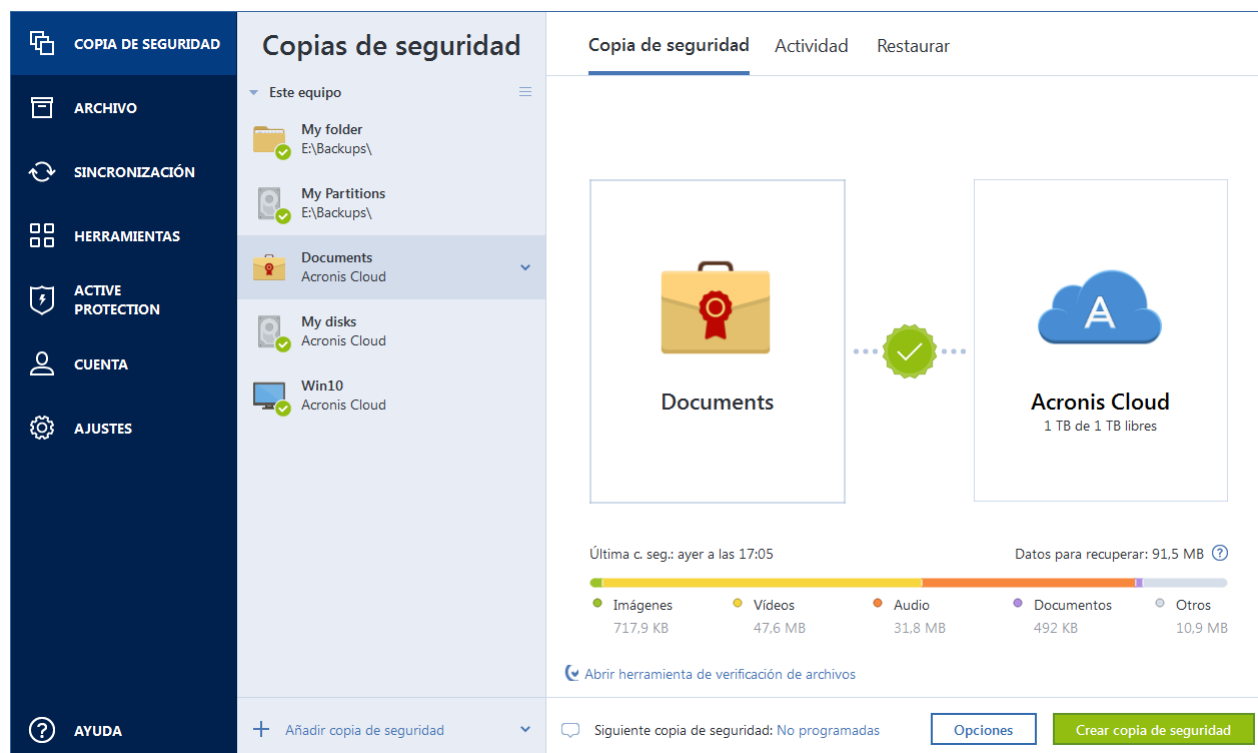 COPIA DE SEGURIDAD
ARCHIVO
SINCRONIZACIÓN
HERRAMIENTAS
ACTIVE
PROTECTION
CUENTA
AJUSTES
AYUDA
Copias de seguridad
Este equipo
My folder
E:\Backups\
My Partitions
E:\Backups\
Documents
Acronis Cloud
My disks
Acronis Cloud
Win10
Acronis Cloud
Añadir copia de seguridad
Copia de seguridad Actividad Restaurar
Documents
Acronis Cloud
1 TB de 1 TB libres
Última c. seg.: ayer a las 17:05 Datos para recuperar: 91,5 MB ?
Imágenes Vídeos Audio Documentos Otros
717,9 KB 47,6 MB 31,8 MB 492 KB 10,9 MB
Abrir herramienta de verificación de archivos
Siguiente copia de seguridad: No programadas Opciones Crear copia de seguridad